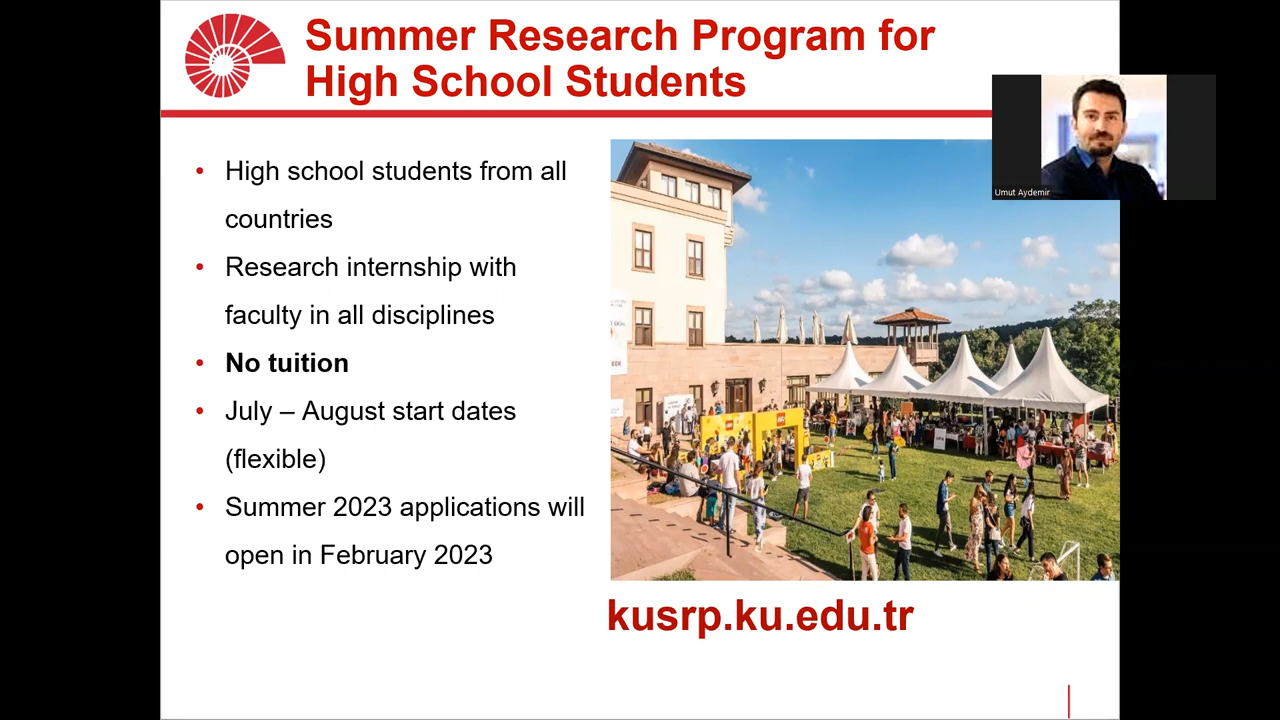 Summer Research Program for
High School Students
Umut Aydemir
• High school students from all
countries
• Research internship with
faculty in all disciplines
• No tuition
• July – August start dates
(flexible)
• Summer 2023 applications will
open in February 2023
kusrp.ku.edu.tr